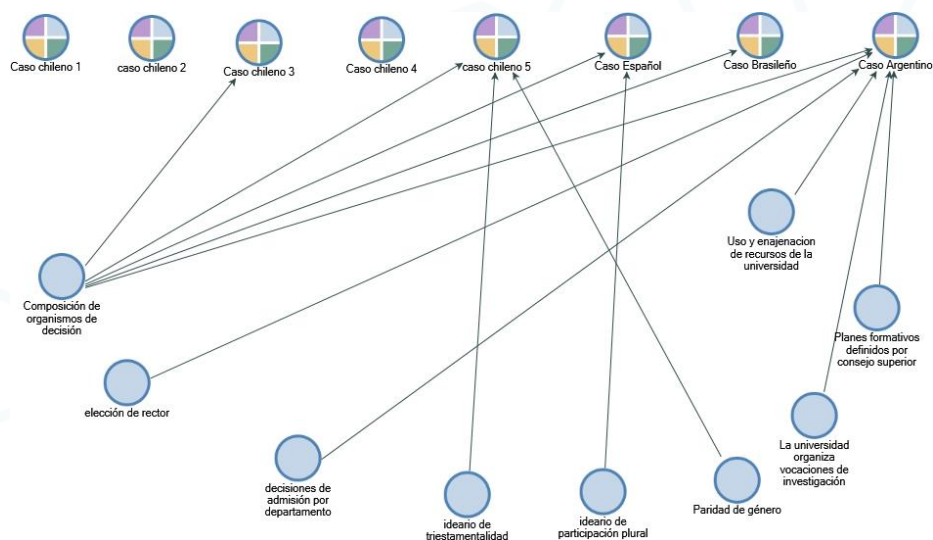 Caso chileno 1
caso chileno 2
Caso chileno 3
Caso chileno 4
caso chileno 5
Caso Español
Caso Brasileño
Caso Argentino
Uso y enajenacion
de recursos de la
universidad
Composición de
organismos de
decisión
Planes formativos
definidos por
consejo superior
elección de rector
La universidad
organiza
vocaciones de
investigación
decisiones de
admisión por
departamento
ideario de
triestamentalidad
ideario de
participación plural
Paridad de género